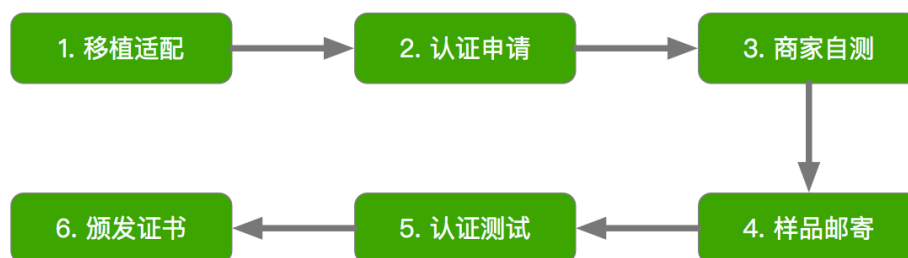 1. 移植适配
2. 认证申请
3. 商家自测
4. 样品邮寄
5. 认证测试
6. 颁发证书